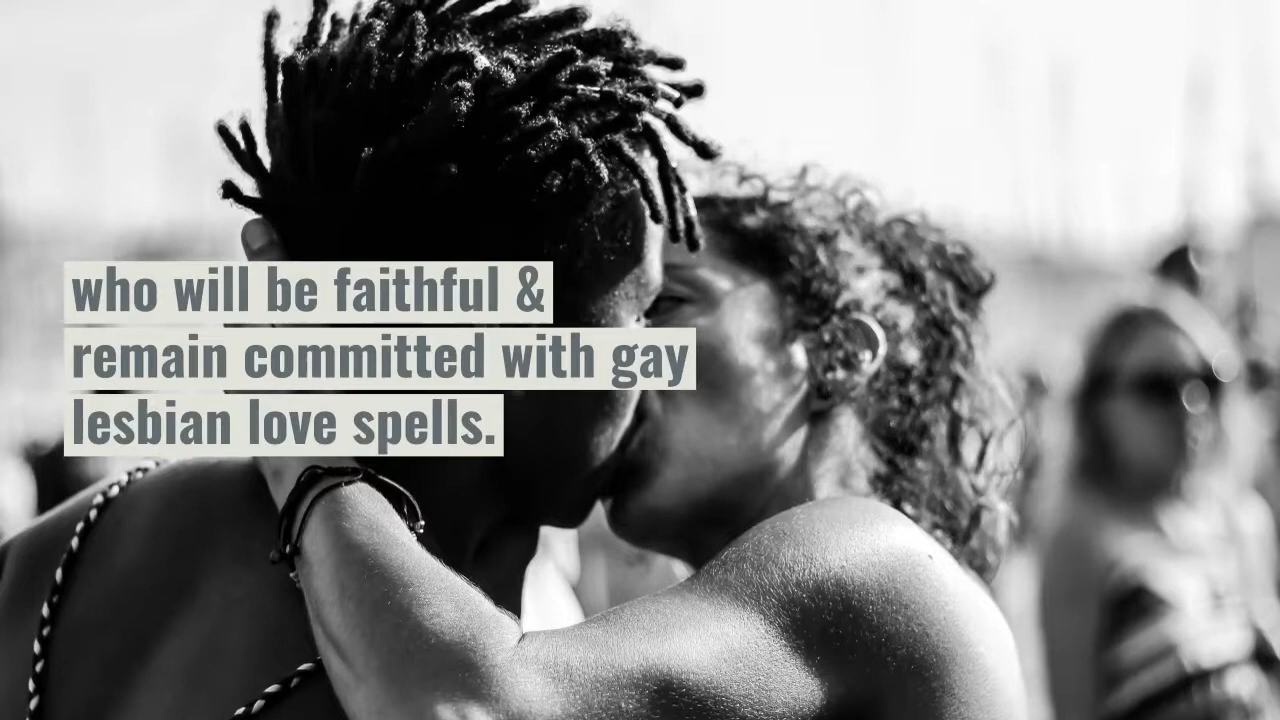 who will be faithful &
remain committed with gay
lesbian love spells.